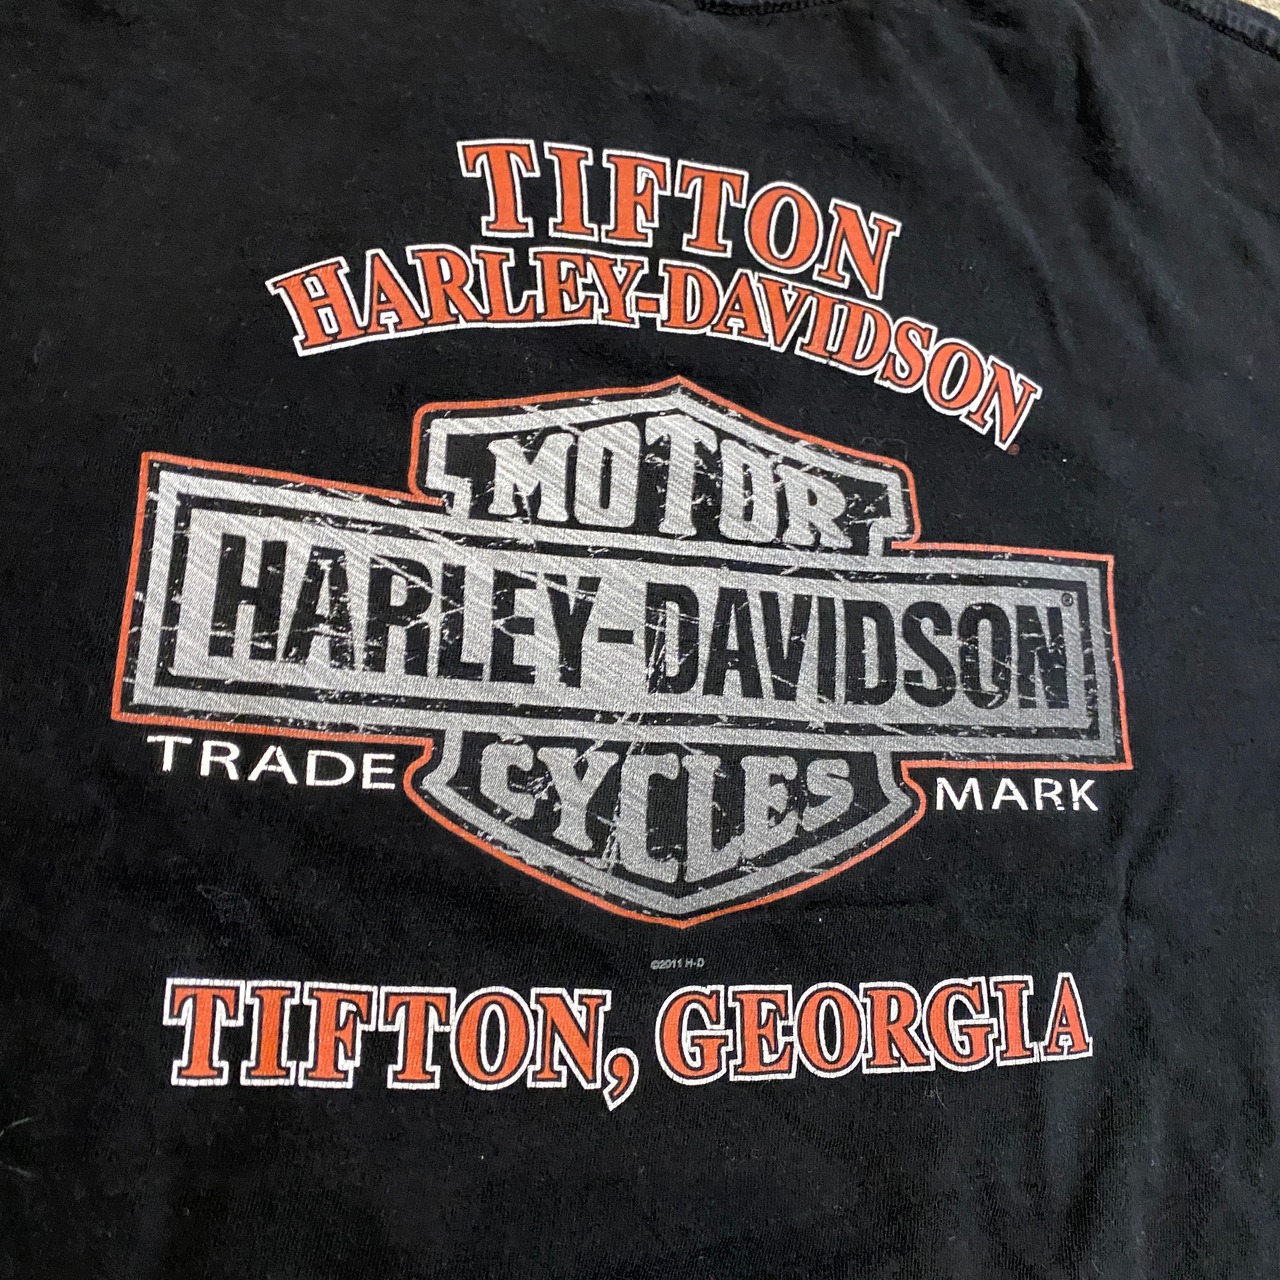 TIFTON
HARLEY-DAVIDSON
MOTOR
HARLEY-DAVIDSON®
CYCLES
TRADE MARK
©2011 H-D
TIFTON, GEORGIA